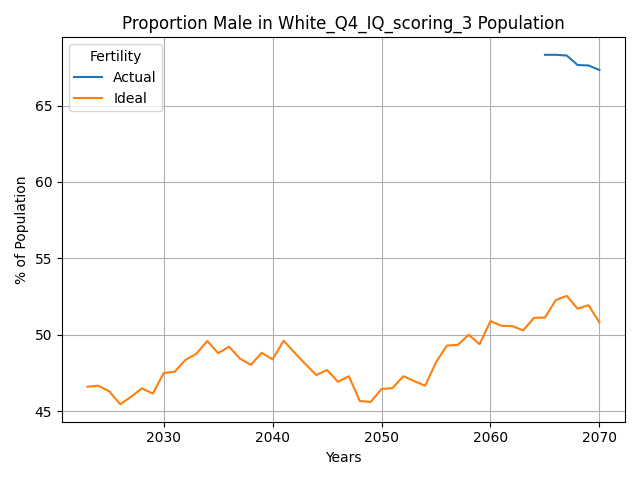 Proportion Male in White_Q4_IQ_scoring_3 Population
Fertility
Actual
Ideal
% of Population
65
60
55
50
45
2030
2040
2050
2060
2070
Years